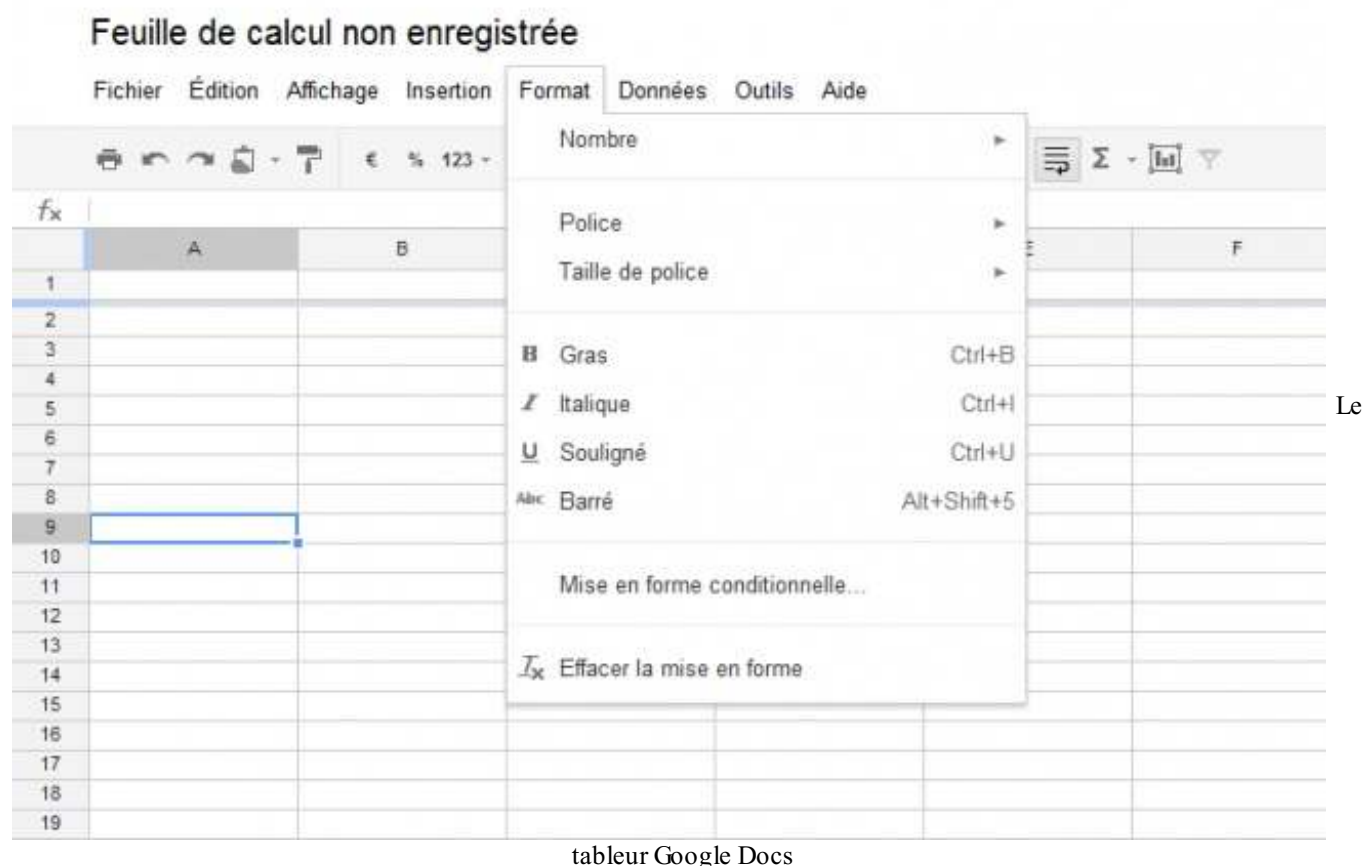 Feuille de calcul non enregistrée
Fichier Édition Affichage Insertion Format Données Outils Aide
€ % 123
Nombre
fx
Police
A B E F
Taille de police
1
2
3
B Gras Ctrl+B
4
I Italique Ctrl+I
5
Le
6
U Souligné Ctrl+U
7
8
Abc Barré Alt+Shift+5
9
10
11
Mise en forme conditionnelle...
12
13
14
Effacer la mise en forme
15
16
17
18
19
tableur Google Docs